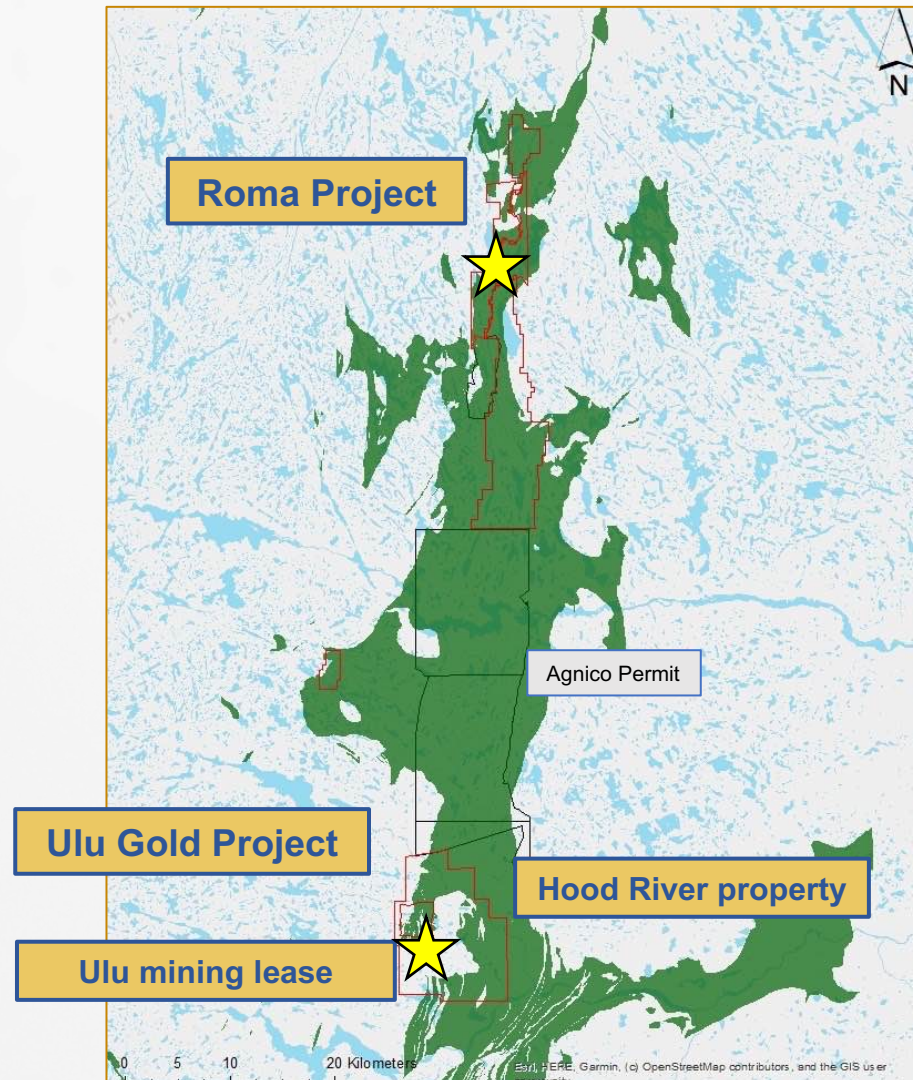 N
Roma Project
Agnico Permit
Ulu Gold Project
Hood River property
Ulu mining lease
0 5 10 20 Kilometers
Esri, HERE, Garmin, (c) OpenStreetMap contributors, and the GIS user